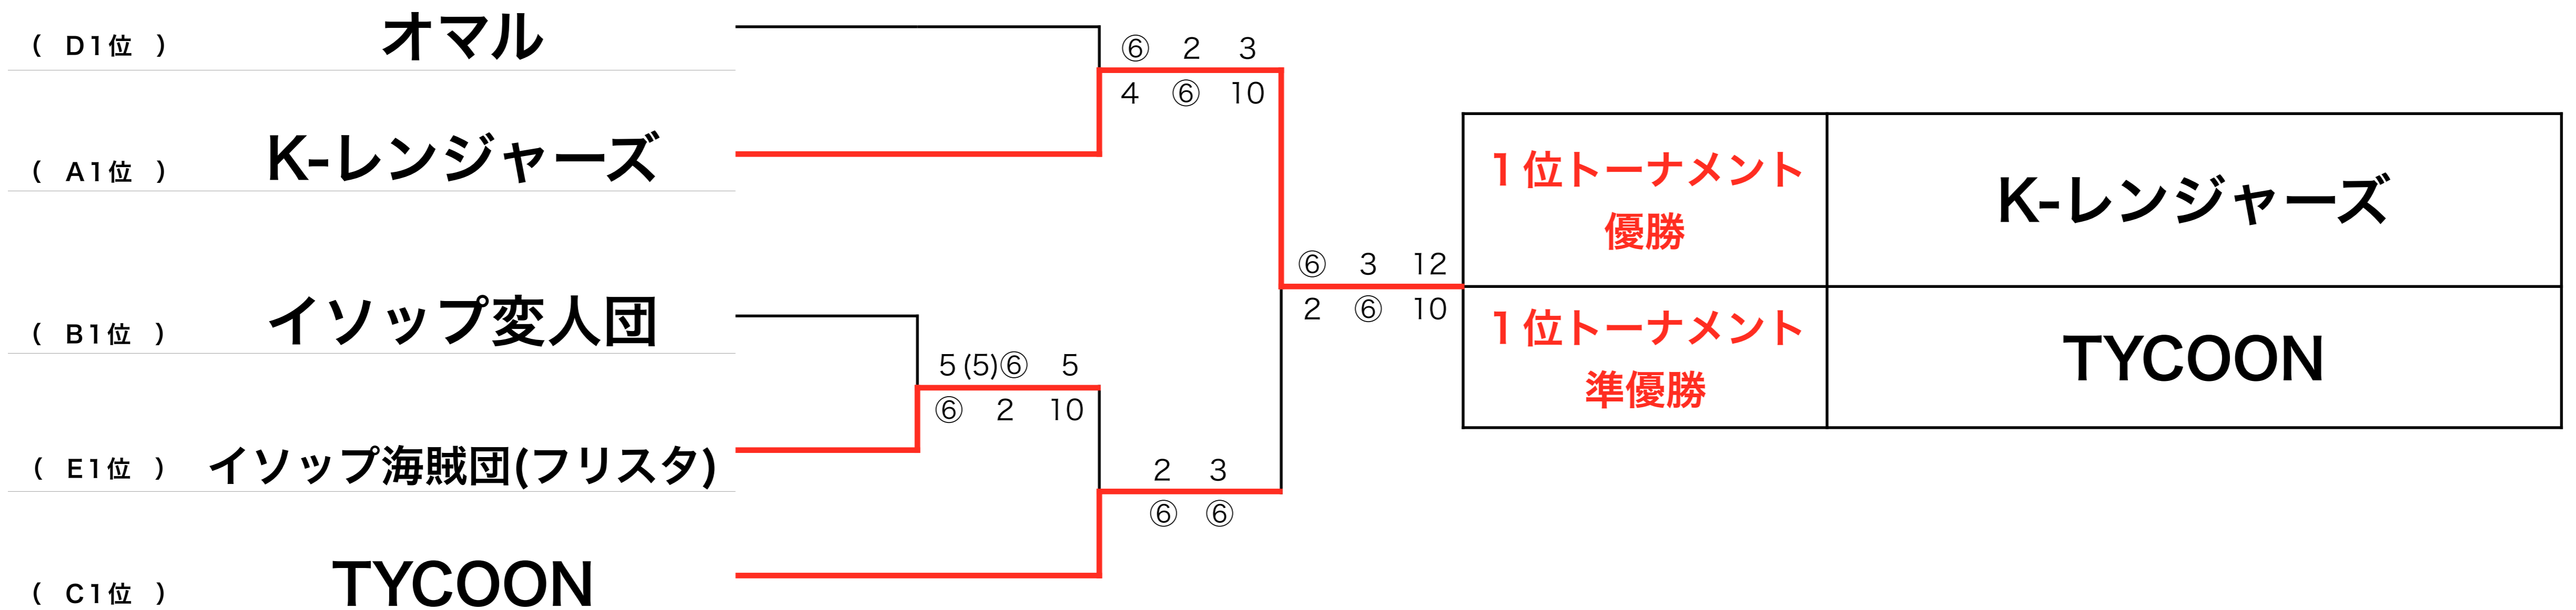 ( D1位 ) オマル
⑥ 2 3
4 ⑥ 10
( A1位 ) K-レンジャーズ
1位トーナメント
優勝
K-レンジャーズ
⑥ 3 12
2 ⑥ 10
( B1位 ) イソップ変人団
1位トーナメント
準優勝
TYCOON
5 (5)⑥ 5
⑥ 2 10
( E1位 ) イソップ海賊団(フリスタ)
2 3
⑥ ⑥
( C1位 ) TYCOON